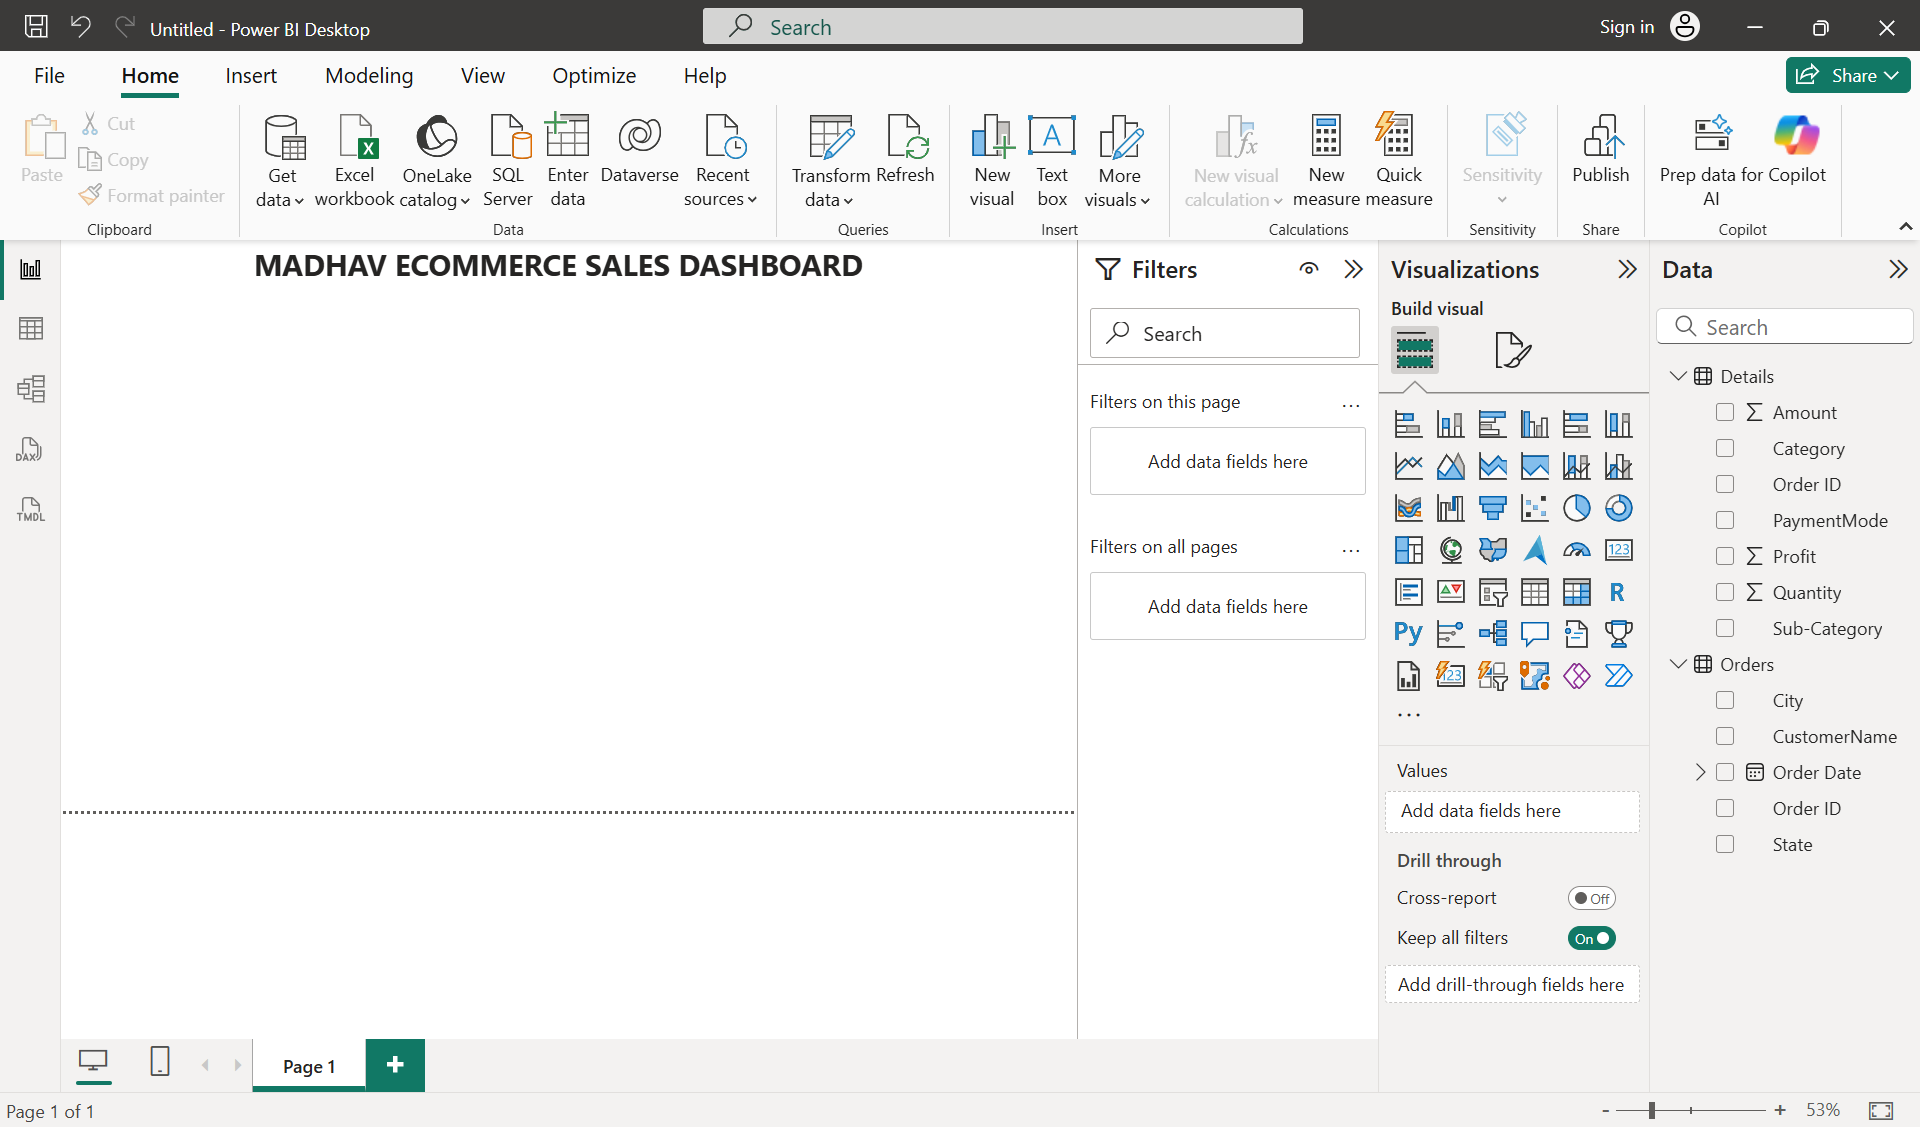 Untitled - Power BI Desktop
Search
Sign in
File
Home
Insert
Modeling
View
Optimize
Help
Share
Paste
Cut
Copy
Format painter
Clipboard
Get
data
Excel
workbook
OneLake
catalog
SQL
Server
Enter
data
Dataverse
Recent
sources
Data
Transform
data
Refresh
Queries
New
visual
A
Text
box
More
visuals
Insert
fx
New visual
calculation
New
measure
Quick
measure
Calculations
Sensitivity
Sensitivity
Publish
Share
Prep data for
AI
Copilot
Copilot
DAX
TMDL
MADHAV ECOMMERCE SALES DASHBOARD
Filters
Search
Filters on this page
...
Add data fields here
Filters on all pages
...
Add data fields here
Visualizations
Build visual
123
R
Py
123
...
Values
Add data fields here
Drill through
Cross-report
Off
Keep all filters
On
Add drill-through fields here
Data
Search
Details
Σ Amount
Category
Order ID
PaymentMode
Σ Profit
Σ Quantity
Sub-Category
Orders
City
CustomerName
Order Date
Order ID
State
Page 1
+
Page 1 of 1
-
+
53%